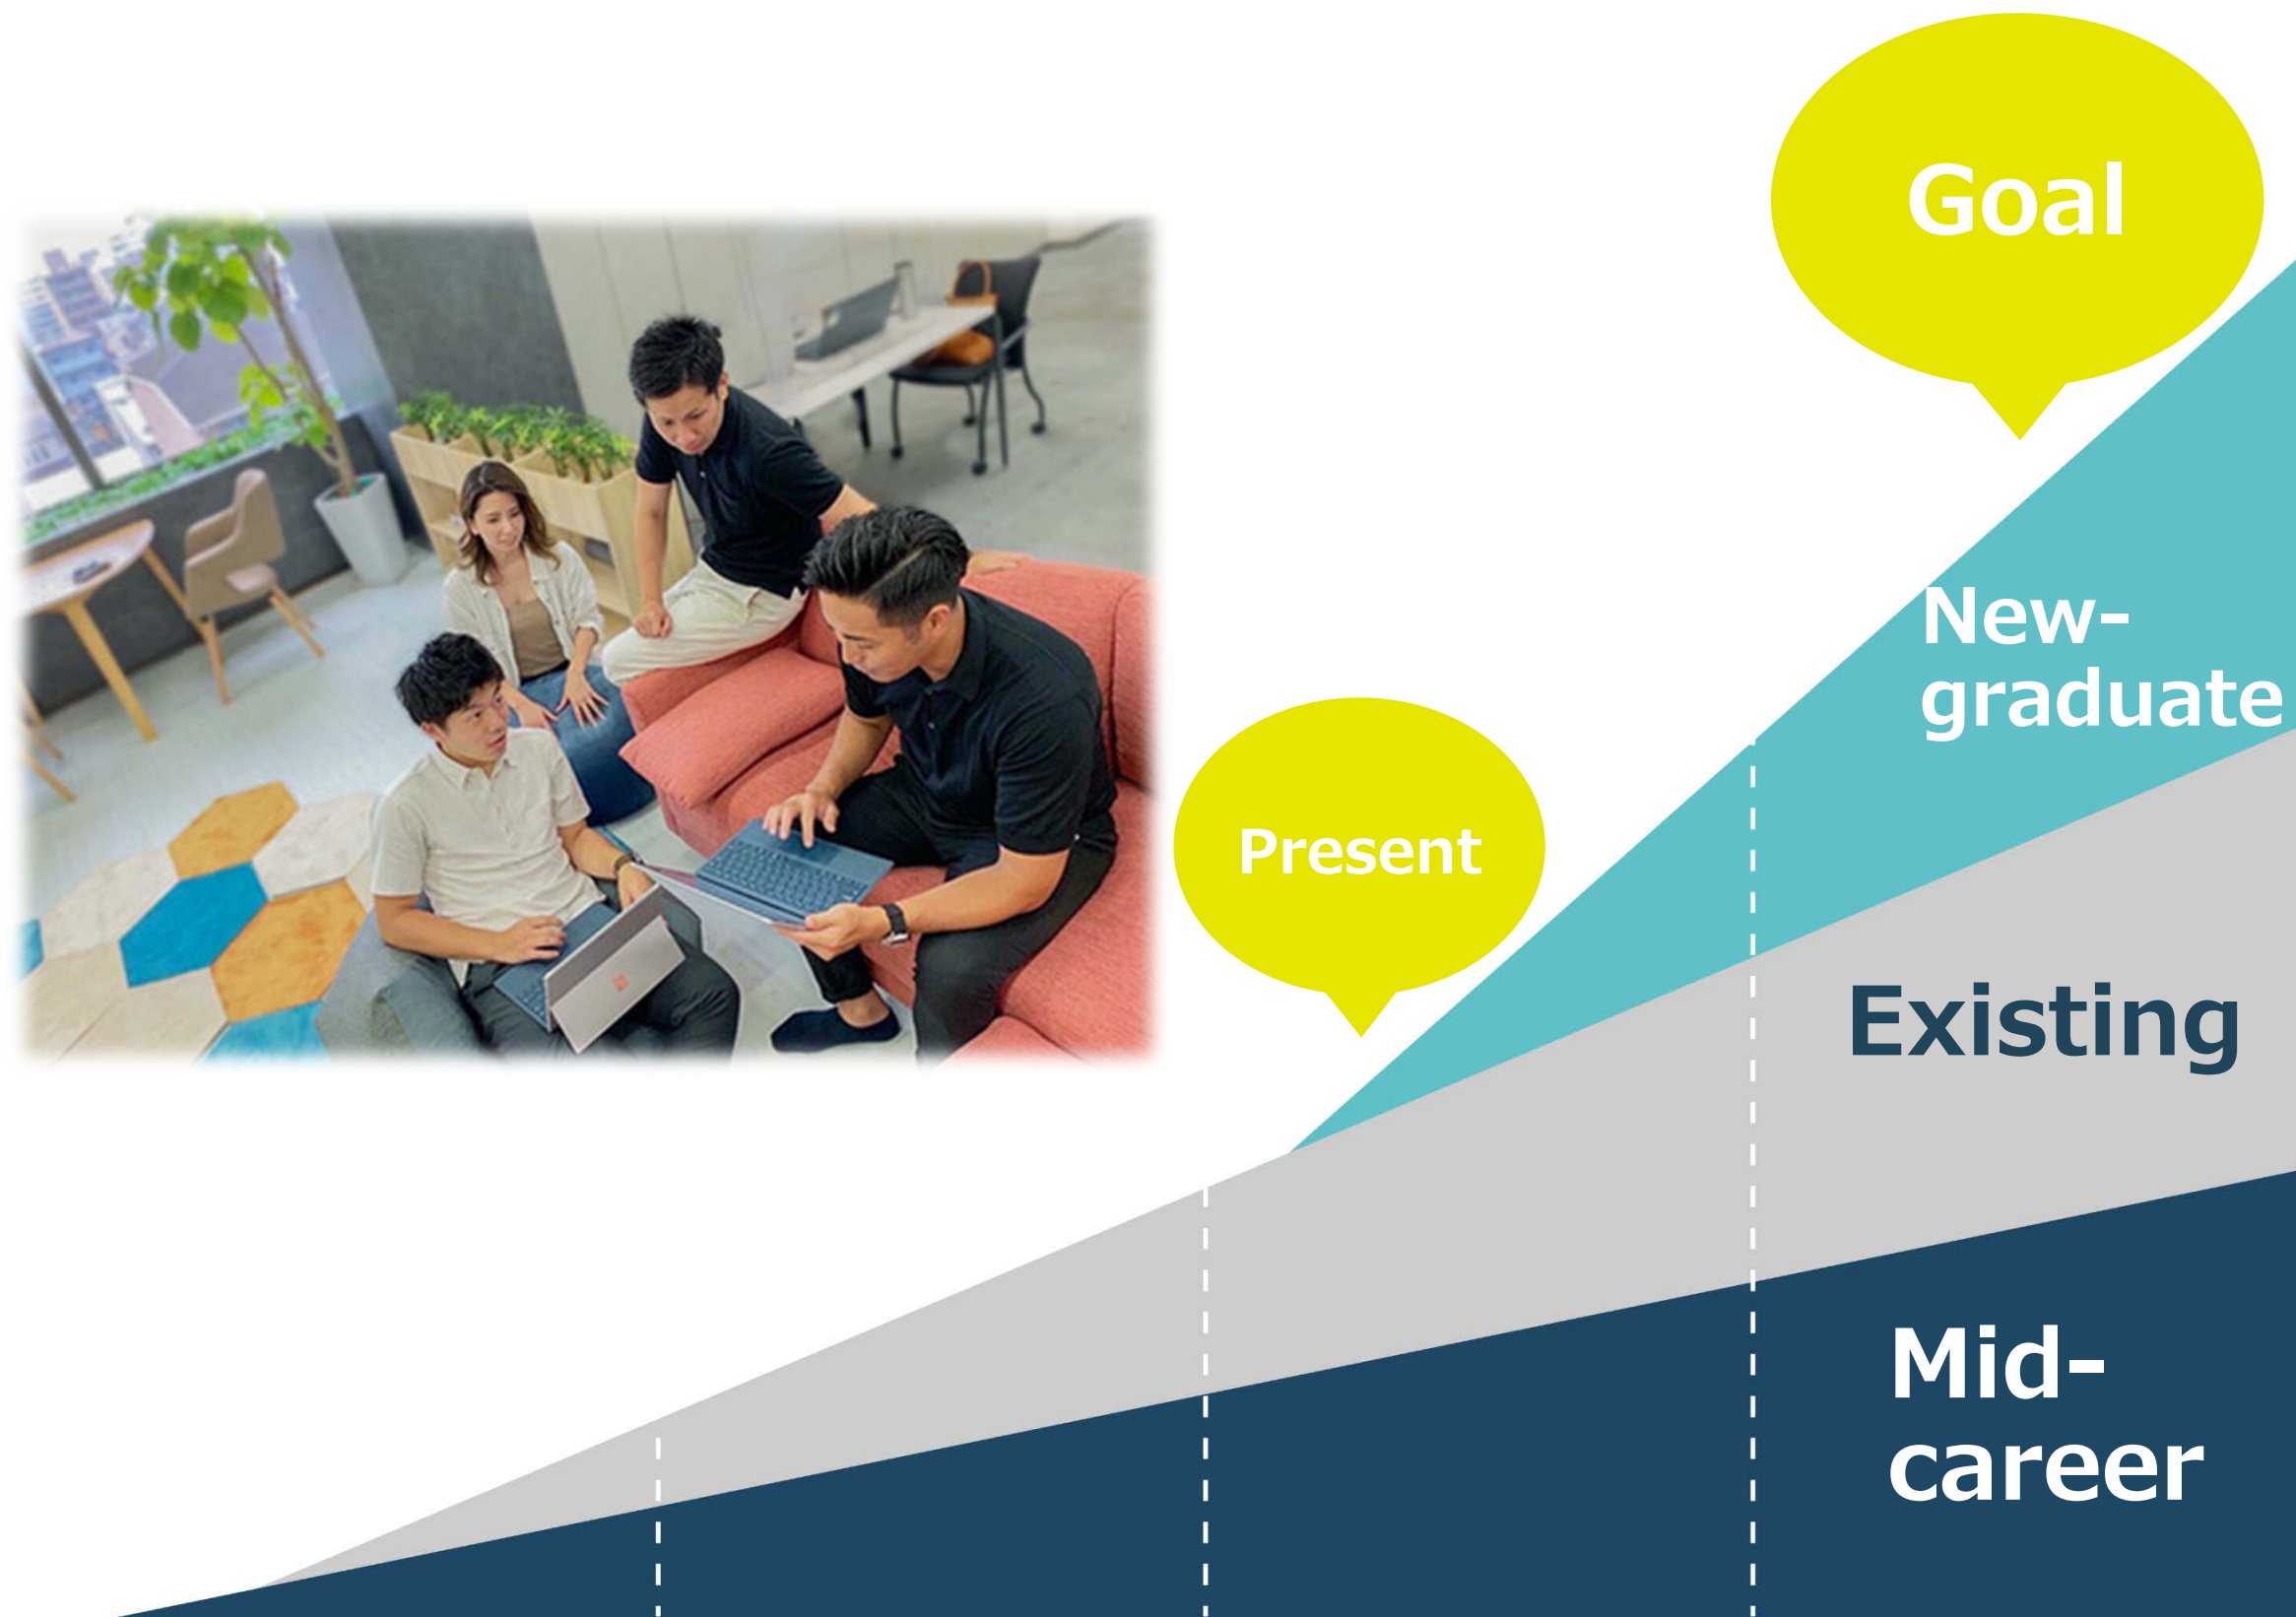 Goal
New-
graduate
Present
Existing
Mid-
career